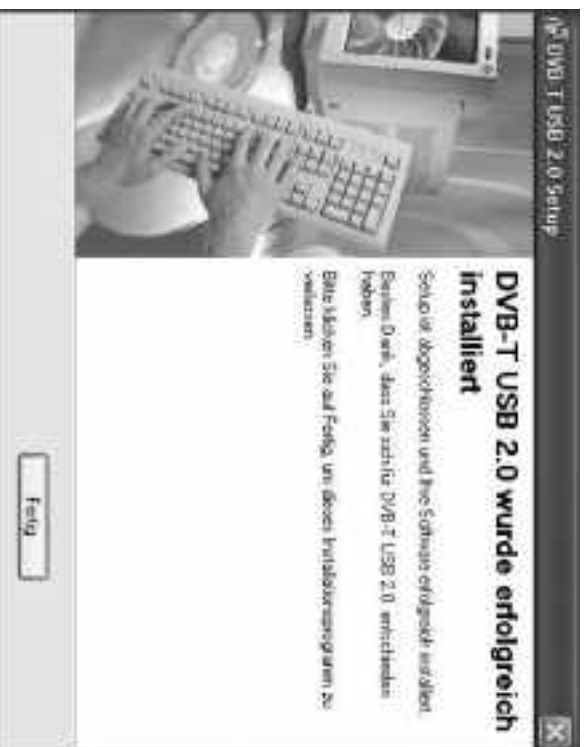 DVB-T USB 2.0 Setup
DVB-T USB 2.0 wurde erfolgreich
installiert
Setup ist abgeschlossen und Ihre Software erfolgreich installiert.
Besten Dank, dass Sie sich für DVB-T USB 2.0 entschieden
haben.
Bitte klicken Sie auf Fertig, um dieses Installationsprogramm zu
verlassen.
Fertig